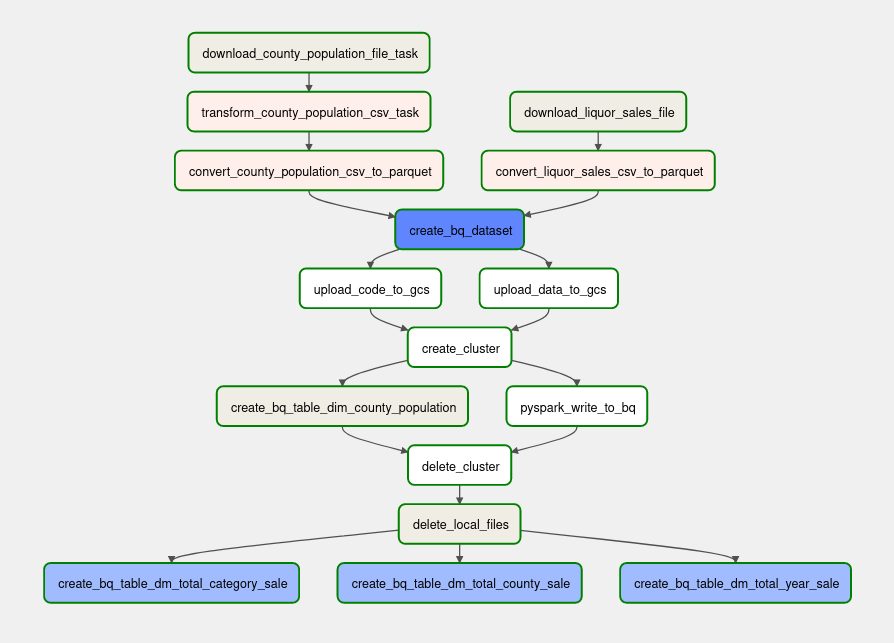 download_county_population_file_task
transform_county_population_csv_task
download_liquor_sales_file
convert_county_population_csv_to_parquet
convert_liquor_sales_csv_to_parquet
create_bq_dataset
upload_code_to_gcs
upload_data_to_gcs
create_cluster
create_bq_table_dim_county_population
pyspark_write_to_bq
delete_cluster
delete_local_files
create_bq_table_dm_total_category_sale
create_bq_table_dm_total_county_sale
create_bq_table_dm_total_year_sale